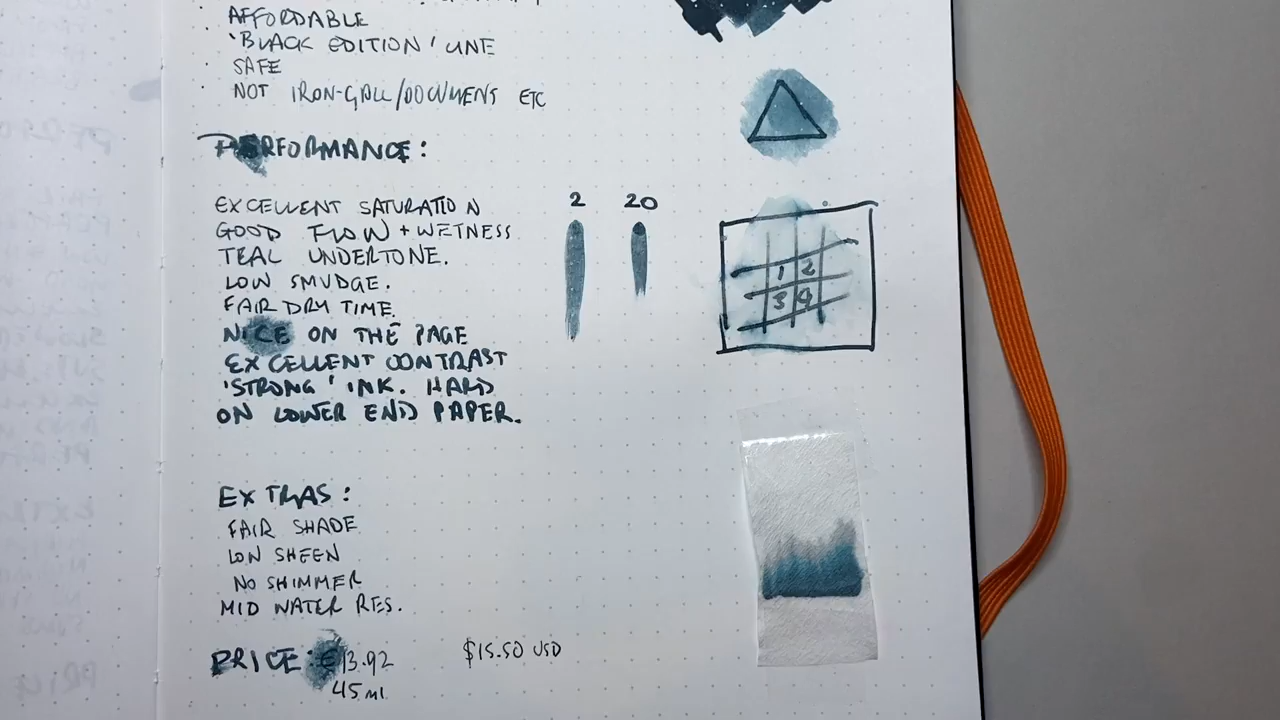 AFFORDABLE
'BLACK EDITION' LINE
SAFE
NOT IRON-GALL/DOCUMENS ETC
PERFORMANCE:
EXCELLENT SATURATION
GOOD FLOW + WETNESS
TEAL UNDERTONE.
LOW SMUDGE.
FAIR DRY TIME.
NICE ON THE PAGE
EXCELLENT CONTRAST
'STRONG' INK. HARD
ON LOWER END PAPER.
2 20
1 2
3 4
EXTRAS:
FAIR SHADE
LOW SHEEN
NO SHIMMER
MID WATER RES.
PRICE: €13.92 $15.50 USD
45 ml